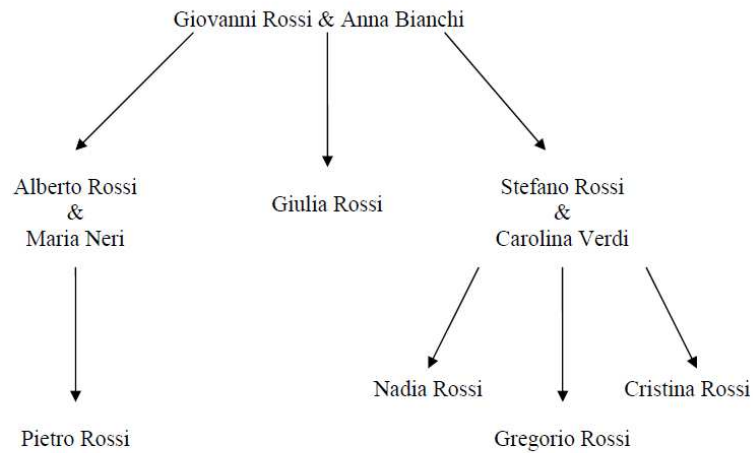 Giovanni Rossi & Anna Bianchi
Alberto Rossi
&
Maria Neri
Giulia Rossi
Stefano Rossi
&
Carolina Verdi
Nadia Rossi
Cristina Rossi
Pietro Rossi
Gregorio Rossi